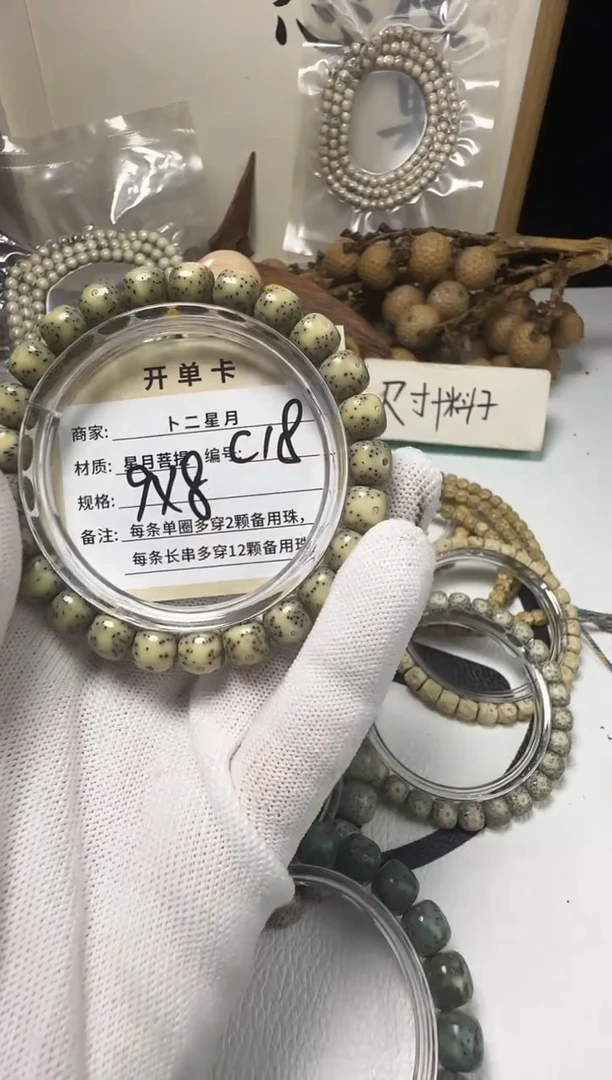 开单卡
商家: 卜二星月
材质: 星月菩提 编号: C18
规格: 9X8
备注: 每条单圈多穿2颗备用珠，
每条长串多穿12颗备用珠
尺寸料子